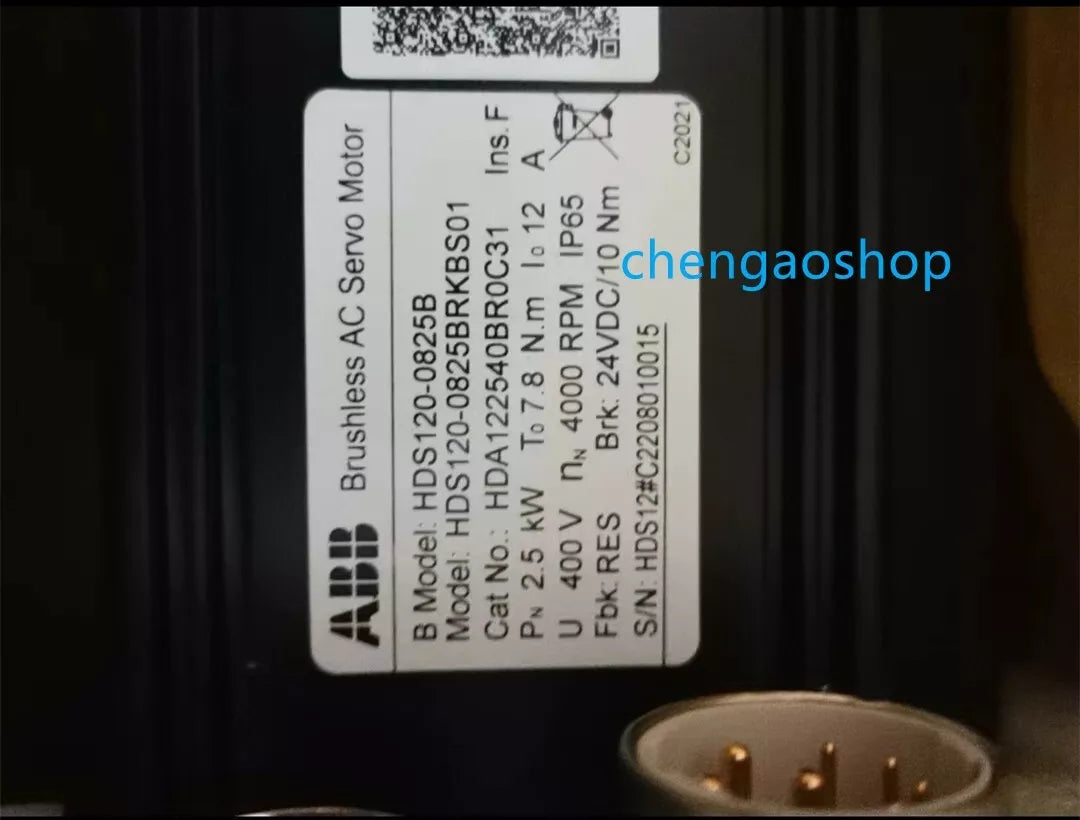 ABB Brushless AC Servo Motor
B Model: HDS120-0825B
Model: HDS120-0825BRKBS01
Cat No.: HDA122540BR0C31 Ins. F
PN 2.5 kW T0 7.8 N.m I0 12 A
U 400 V nN 4000 RPM IP65
Fbk: RES Brk: 24VDC/10 Nm
S/N: HDS12#C2208010015
C2021
chengaoshop